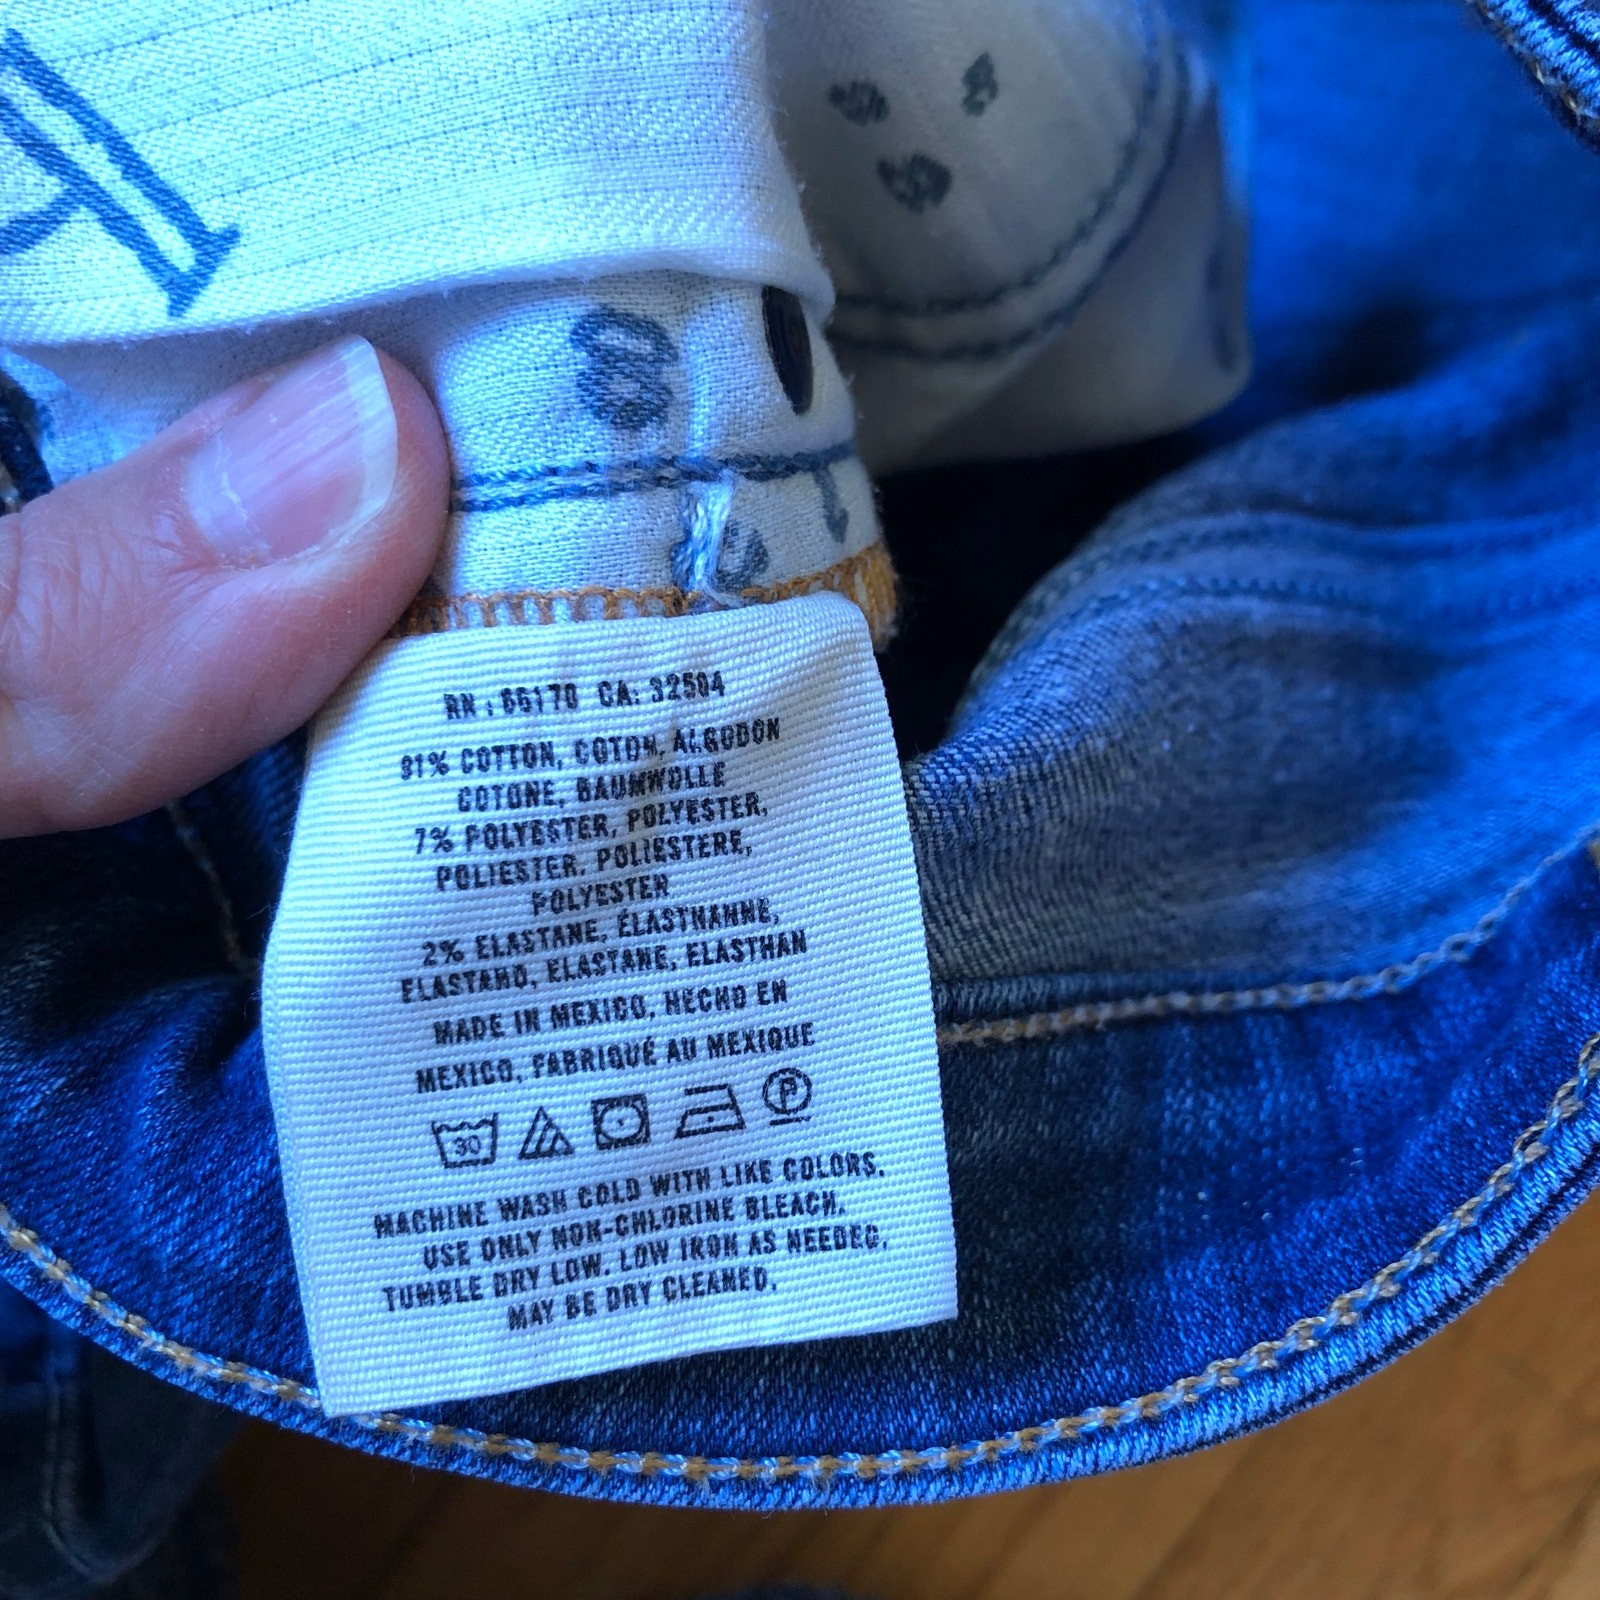 RN: 66170 CA: 32504
91% COTTON, COTON, ALGODON
COTONE, BAUMWOLLE
7% POLYESTER, POLYESTER,
POLIESTER, POLIESTERE,
POLYESTER
2% ELASTANE, ÉLASTHANNE,
ELASTANO, ELASTANE, ELASTHAN
MADE IN MEXICO, HECHO EN
MEXICO, FABRIQUÉ AU MEXIQUE
30 P
MACHINE WASH COLD WITH LIKE COLORS.
USE ONLY NON-CHLORINE BLEACH.
TUMBLE DRY LOW. LOW IRON AS NEEDED.
MAY BE DRY CLEANED.